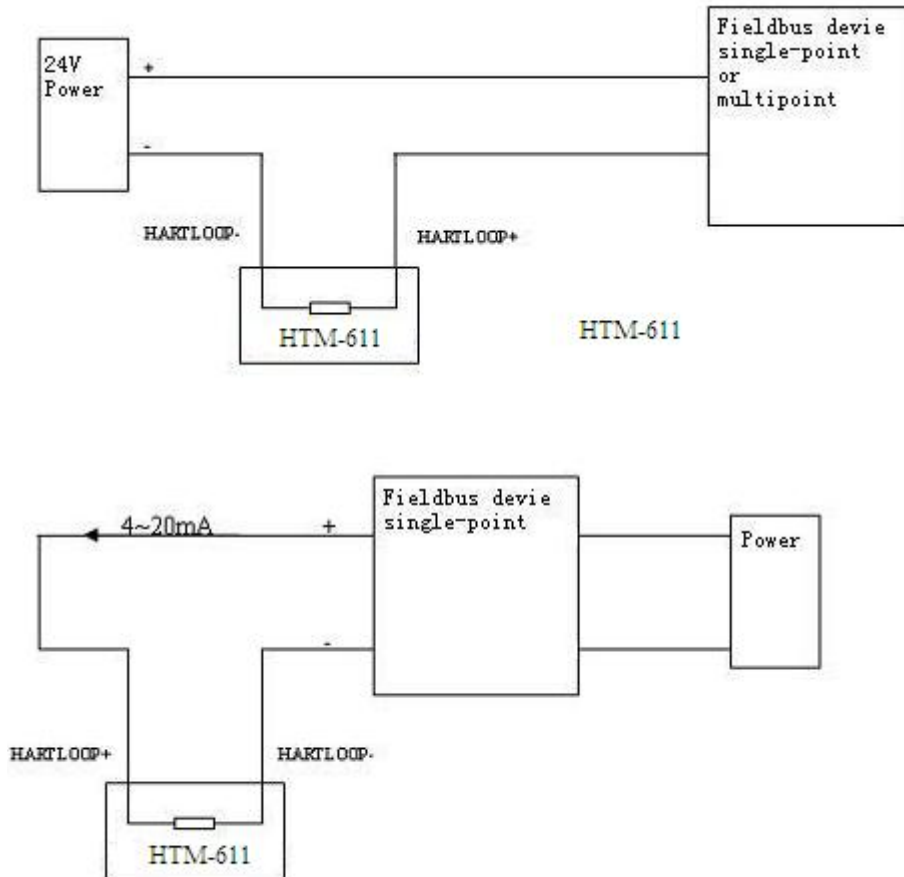 24V
Power
+
-
Fieldbus devie
single-point
or
multipoint
HARTLOOP-
HARTLOOP+
HTM-611
HTM-611
4~20mA
+
-
Fieldbus devie
single-point
Power
HARTLOOP+
HARTLOOP-
HTM-611